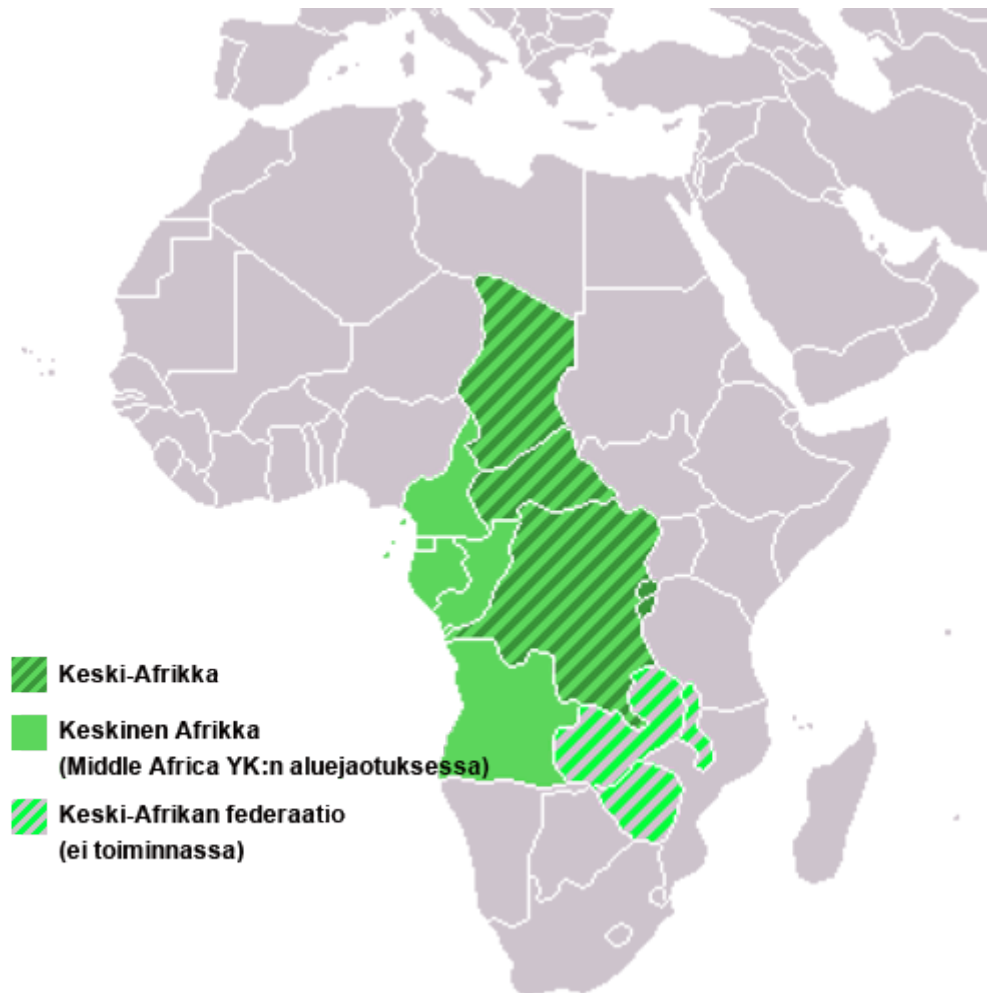 Keski-Afrikka
Keskinen Afrikka
(Middle Africa YK:n aluejaotuksessa)
Keski-Afrikan federaatio
(ei toiminnassa)